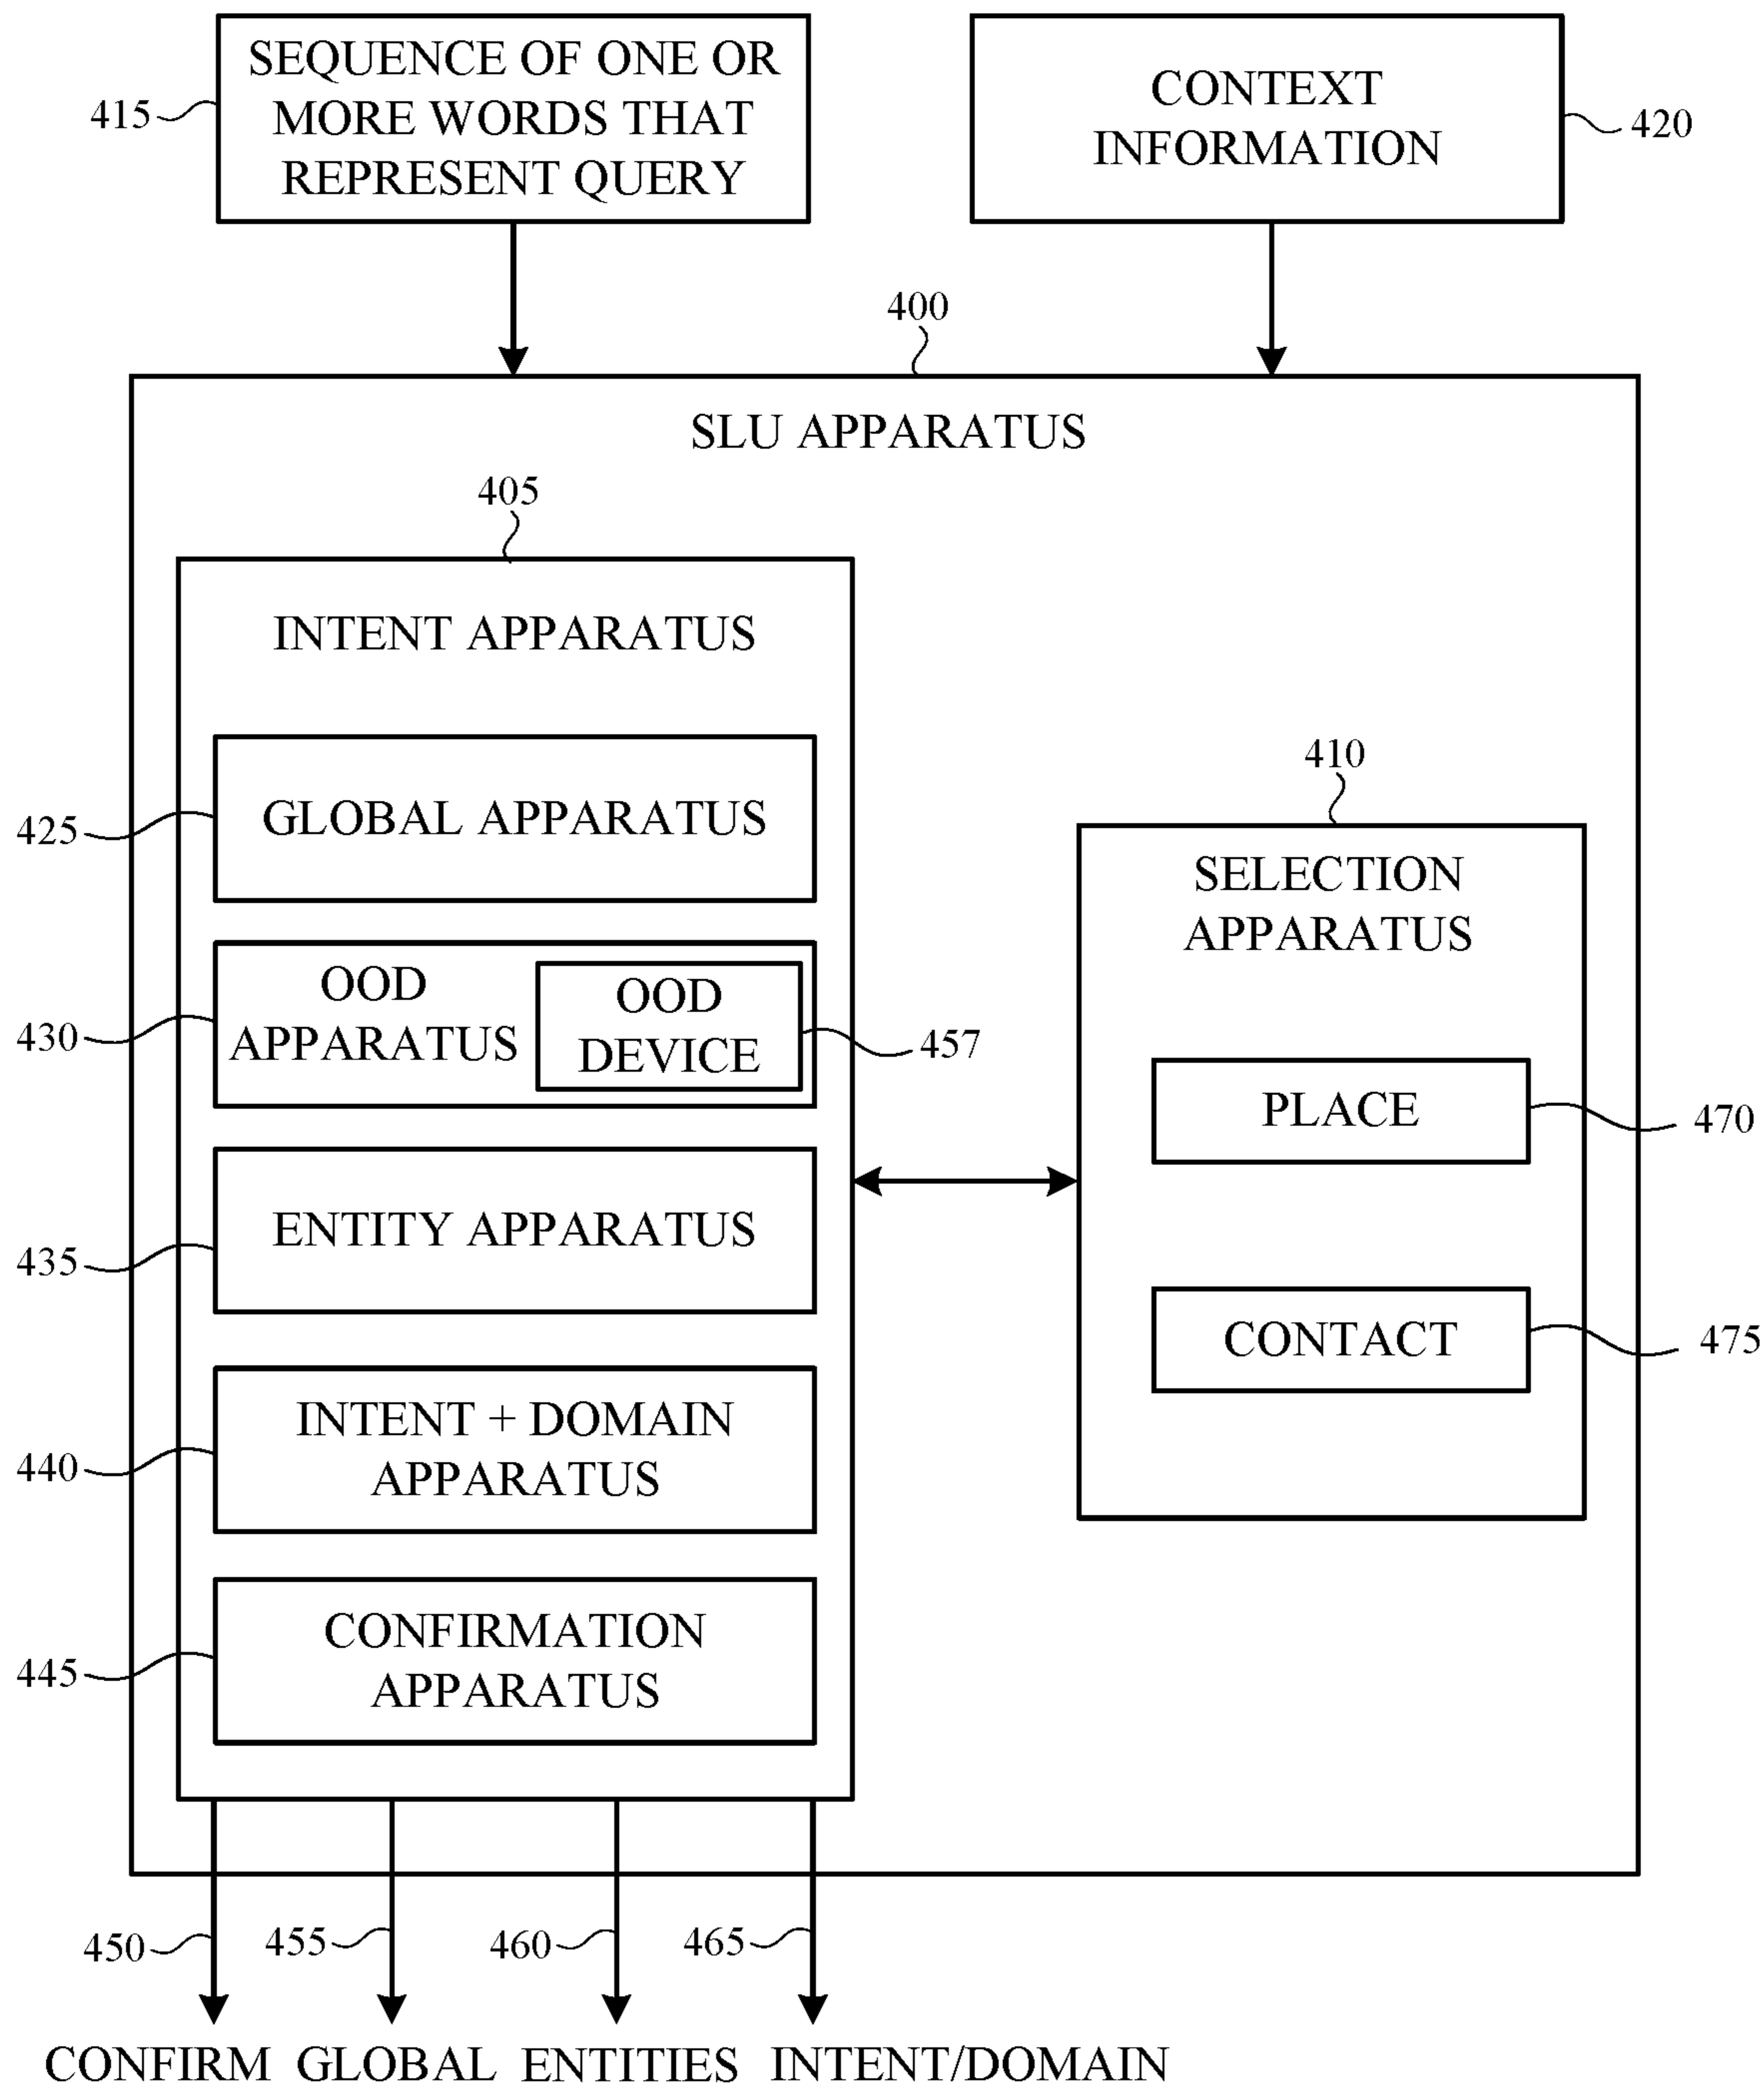 SEQUENCE OF ONE OR
MORE WORDS THAT
REPRESENT QUERY
415
CONTEXT
INFORMATION
420
400
SLU APPARATUS
405
INTENT APPARATUS
425
GLOBAL APPARATUS
430
OOD
APPARATUS
OOD
DEVICE
457
435
ENTITY APPARATUS
440
INTENT + DOMAIN
APPARATUS
445
CONFIRMATION
APPARATUS
410
SELECTION
APPARATUS
PLACE
470
CONTACT
475
450
455
460
465
CONFIRM GLOBAL ENTITIES INTENT/DOMAIN